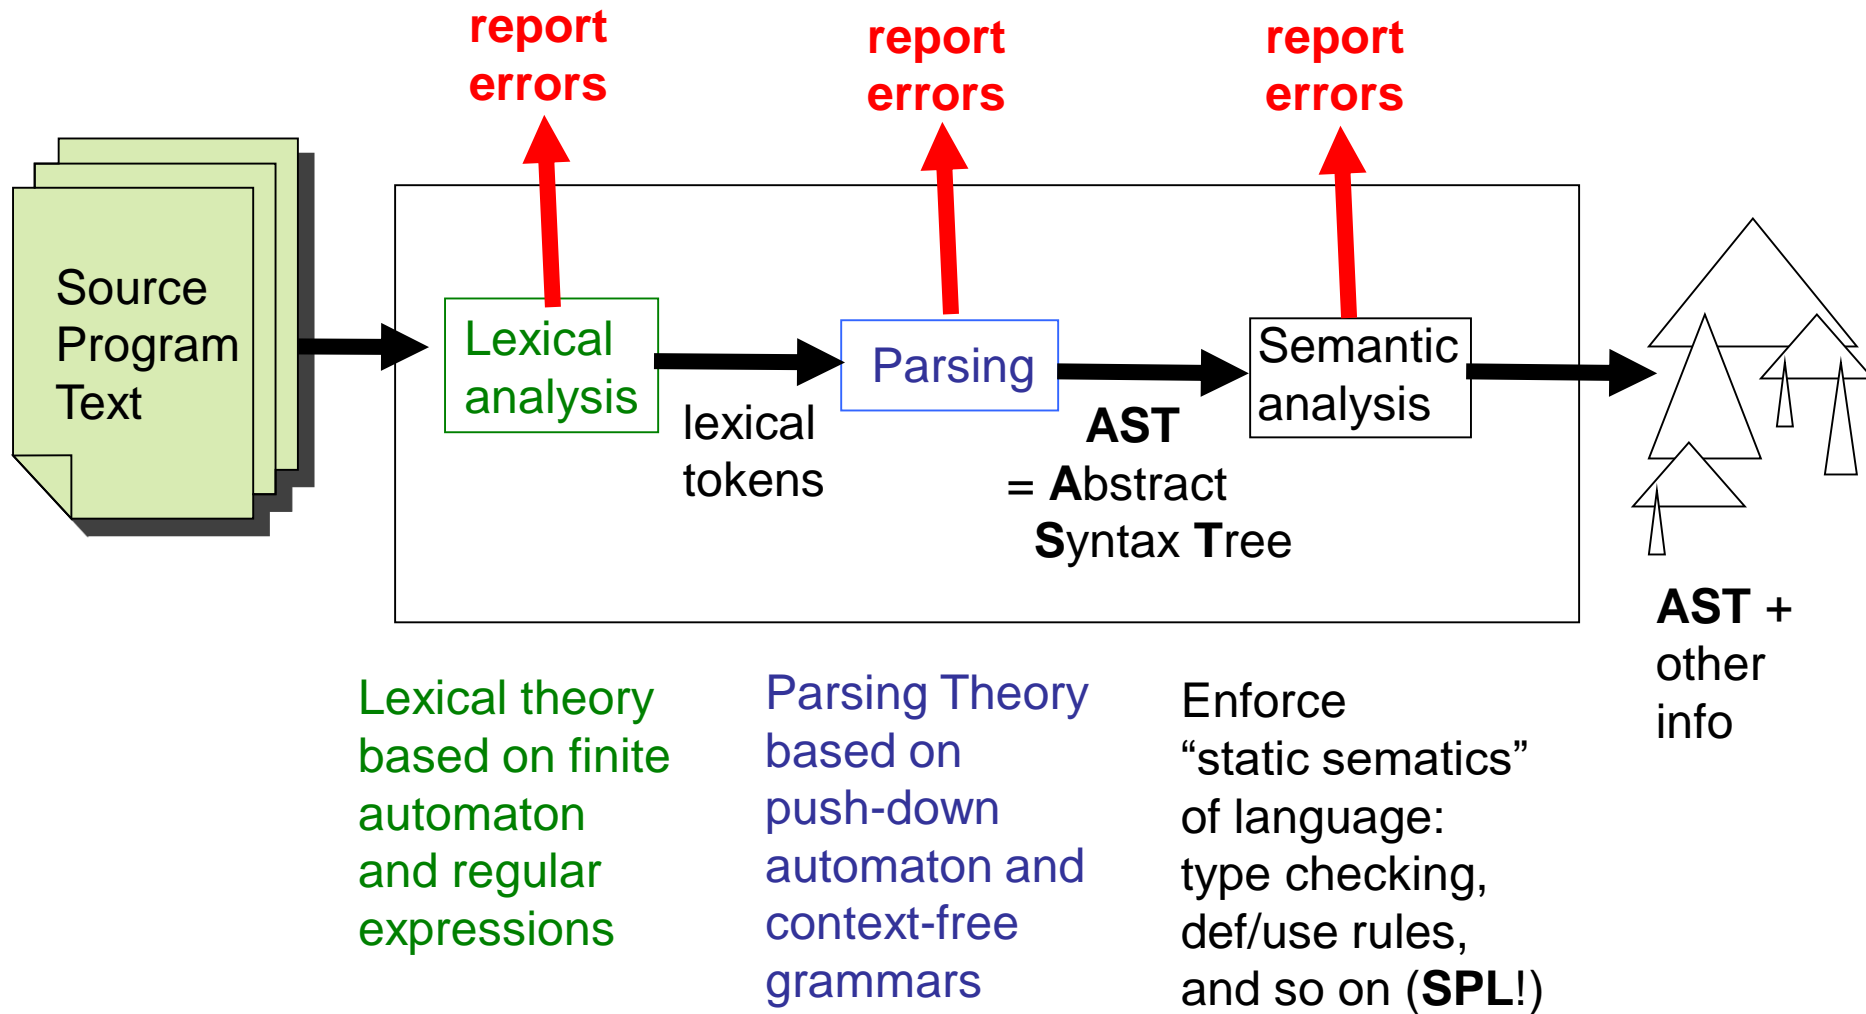 report
errors
report
errors
report
errors
Source
Program
Text
Lexical
analysis
lexical
tokens
Parsing
AST
= Abstract
Syntax Tree
Semantic
analysis
AST +
other
info
Lexical theory
based on finite
automaton
and regular
expressions
Parsing Theory
based on
push-down
automaton and
context-free
grammars
Enforce
“static sematics”
of language:
type checking,
def/use rules,
and so on (SPL!)